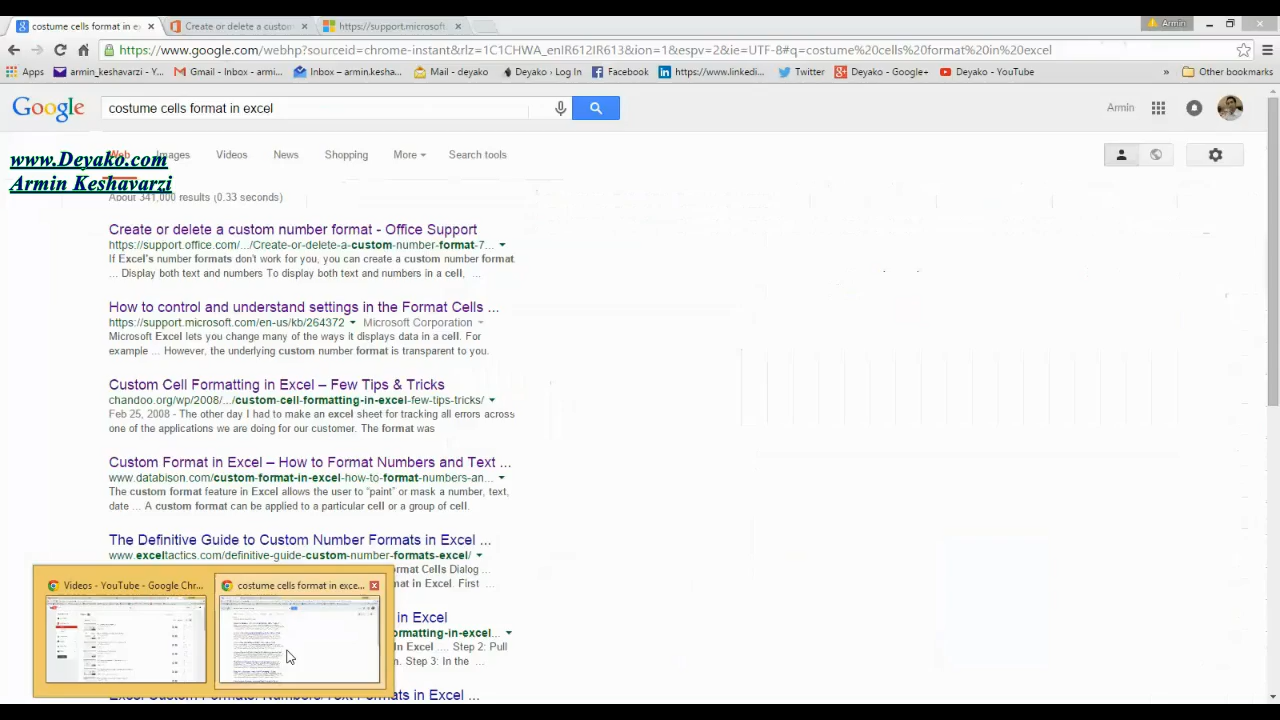 costume cells format in e
Create or delete a custom
https://support.microsoft
Armin
https://www.google.com/webhp?sourceid=chrome-instant&rlz=1C1CHWA_enIR612IR613&ion=1&espv=2&ie=UTF-8#q=costume%20cells%20format%20in%20excel
Apps armin_keshavarzi - Y... Gmail - Inbox - armi... Inbox – armin.kesha... Mail - deyako Deyako › Log In Facebook https://www.linkedi... Twitter Deyako - Google+ Deyako - YouTube » Other bookmarks
Google costume cells format in excel Armin
Web Images Videos News Shopping More Search tools
www.Deyako.com
Armin Keshavarzi
About 341,000 results (0.33 seconds)
Create or delete a custom number format - Office Support
https://support.office.com/.../Create-or-delete-a-custom-number-format-7...
If Excel's number formats don't work for you, you can create a custom number format.
... Display both text and numbers To display both text and numbers in a cell, ...
How to control and understand settings in the Format Cells ...
https://support.microsoft.com/en-us/kb/264372 Microsoft Corporation
Microsoft Excel lets you change many of the ways it displays data in a cell. For
example ... However, the underlying custom number format is transparent to you.
Custom Cell Formatting in Excel – Few Tips & Tricks
chandoo.org/wp/2008/.../custom-cell-formatting-in-excel-few-tips-tricks/
Feb 25, 2008 - The other day I had to make an excel sheet for tracking all errors across
one of the applications we are doing for our customer. The format was
Custom Format in Excel – How to Format Numbers and Text ...
www.databison.com/custom-format-in-excel-how-to-format-numbers-an...
The custom format feature in Excel allows the user to “paint” or mask a number, text,
date ... A custom format can be applied to a particular cell or a group of cell.
The Definitive Guide to Custom Number Formats in Excel ...
www.exceltactics.com/definitive-guide-custom-number-formats-excel/
ormat Cells Dialog ...
mat in Excel. First ...
In Excel
ormatting-in-excel...
In Excel ... Step 2: Pull
n. Step 3: In the ...
Videos - YouTube - Google Chr...
costume cells format in exce...
Excel Custom Formats: Numbers/Text Formats in Excel ...